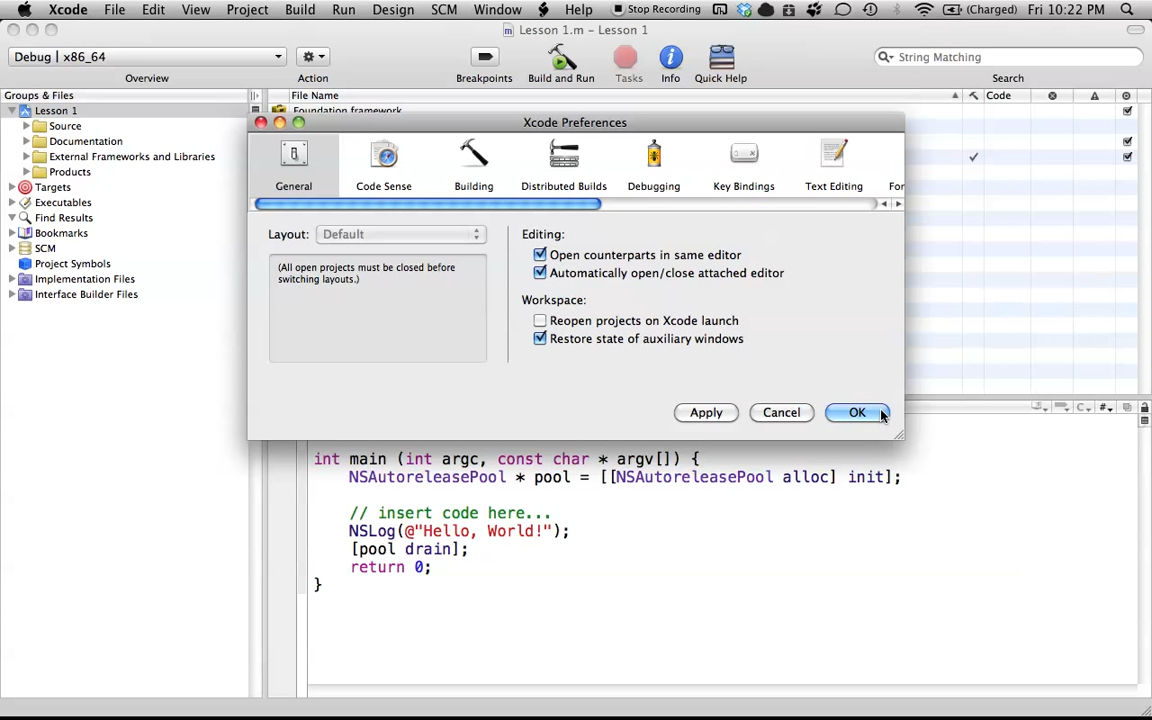 Xcode File Edit View Project Build Run Design SCM Window Help Stop Recording (Charged) Fri 10:22 PM
Lesson 1.m – Lesson 1
Debug | x86_64
String Matching
Overview Action Breakpoints Build and Run Tasks Info Quick Help Search
Groups & Files File Name Code
Lesson 1 Foundation framework
Source
Documentation
External Frameworks and Libraries
Products
Targets
Executables
Find Results
Bookmarks
SCM
Project Symbols
Implementation Files
Interface Builder Files
Xcode Preferences
General Code Sense Building Distributed Builds Debugging Key Bindings Text Editing
Layout: Default
(All open projects must be closed before
switching layouts.)
Editing:
Open counterparts in same editor
Automatically open/close attached editor
Workspace:
Reopen projects on Xcode launch
Restore state of auxiliary windows
Apply Cancel OK
C #
int main (int argc, const char * argv[]) {
NSAutoreleasePool * pool = [[NSAutoreleasePool alloc] init];
// insert code here...
NSLog(@"Hello, World!");
[pool drain];
return 0;
}